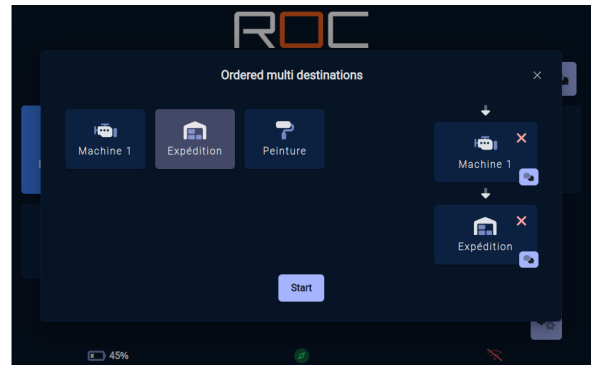 ROC
Ordered multi destinations
Machine 1
Expédition
Peinture
Machine 1
Expédition
Start
45%